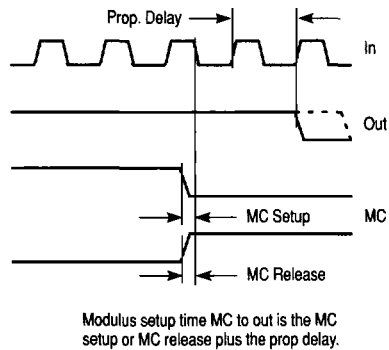 Prop. Delay
In
Out
MC Setup
MC
MC Release
Modulus setup time MC to out is the MC
setup or MC release plus the prop delay.